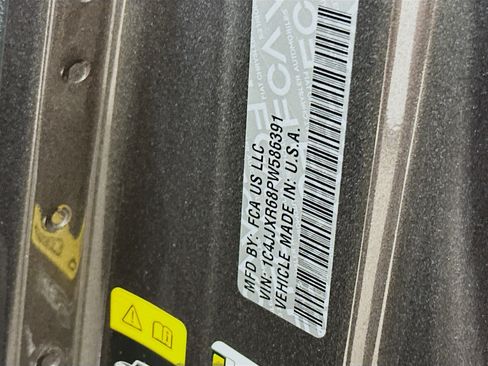 MFD BY: FCA US LLC
VIN: 1C4JJXR68PW586391
VEHICLE MADE IN: U.S.A.